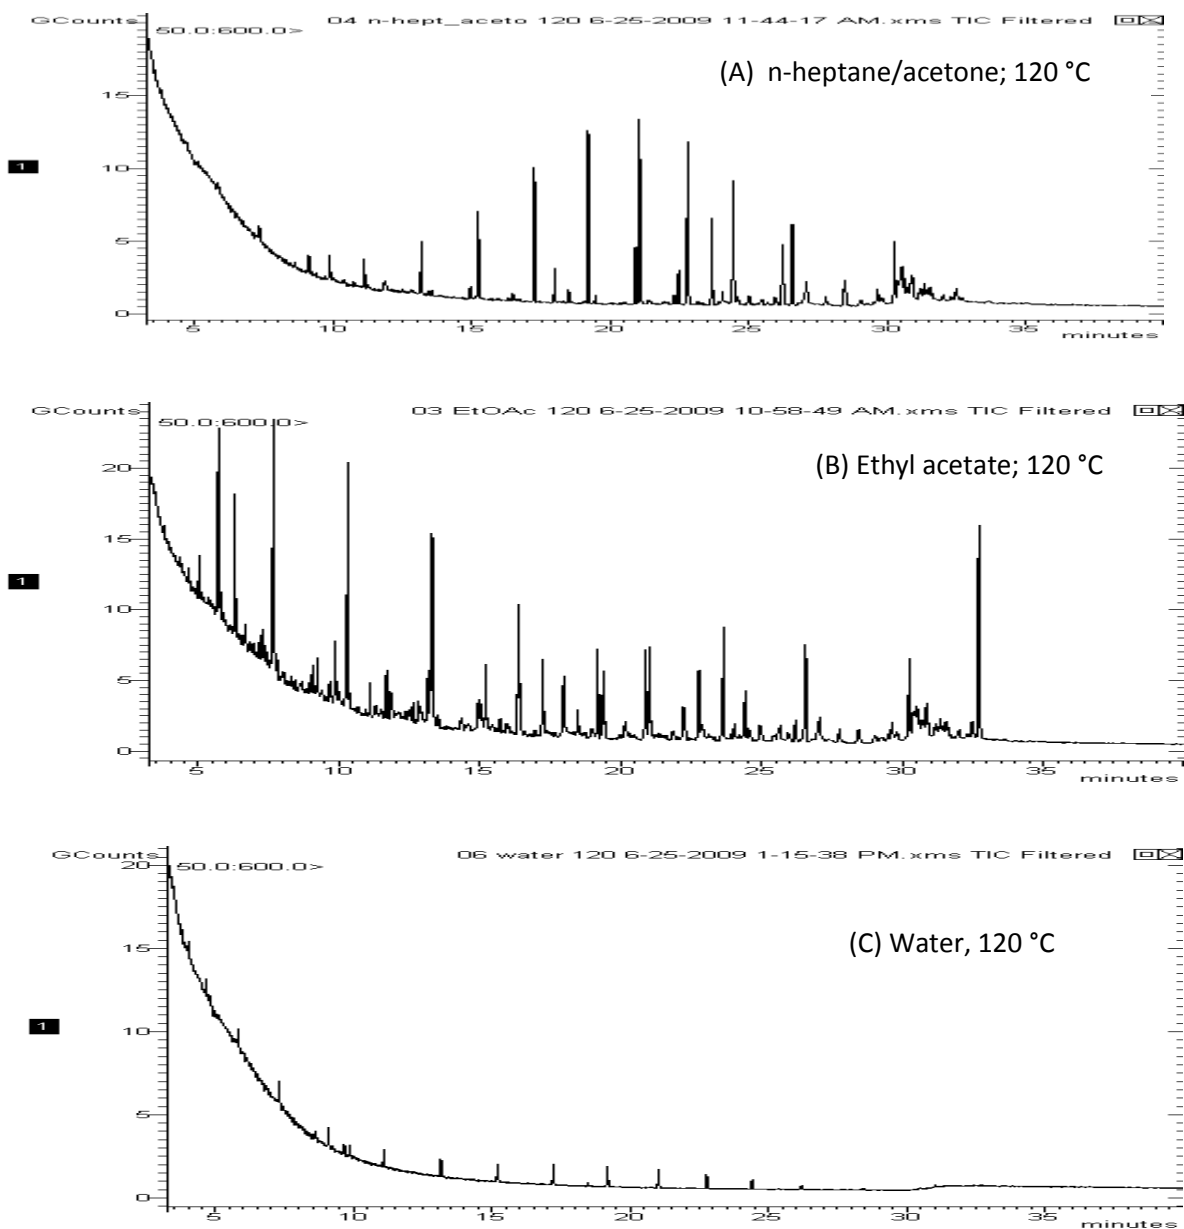 GCounts 04 n-hept_aceto 120 6-25-2009 11-44-17 AM.xms TIC Filtered
50.0:600.0>
(A) n-heptane/acetone; 120 °C
15
1
10
5
0
5 10 15 20 25 30 35
minutes
GCounts 03 EtOAc 120 6-25-2009 10-58-49 AM.xms TIC Filtered
50.0:600.0>
20
(B) Ethyl acetate; 120 °C
15
1
10
5
0
5 10 15 20 25 30 35
minutes
GCounts 06 water 120 6-25-2009 1-15-38 PM.xms TIC Filtered
20
50.0:600.0>
(C) Water, 120 °C
15
1
10
5
0
5 10 15 20 25 30 35
minutes